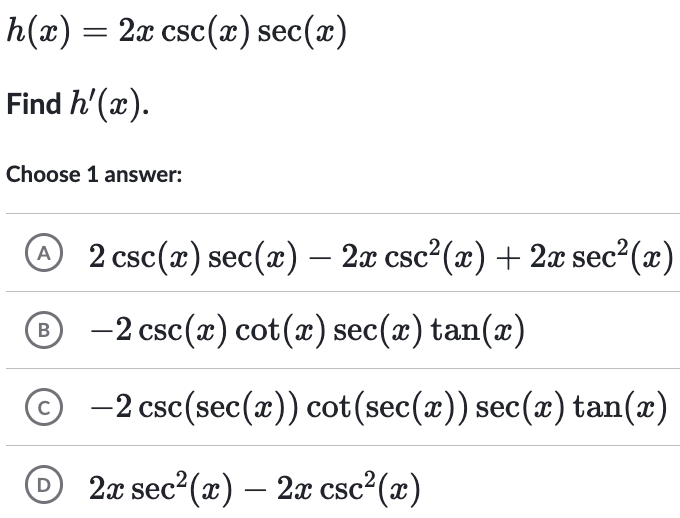 h(x) = 2x csc(x) sec(x)
Find h′(x).
Choose 1 answer:
A 2 csc(x) sec(x) − 2x csc²(x) + 2x sec²(x)
B −2 csc(x) cot(x) sec(x) tan(x)
C −2 csc(sec(x)) cot(sec(x)) sec(x) tan(x)
D 2x sec²(x) − 2x csc²(x)